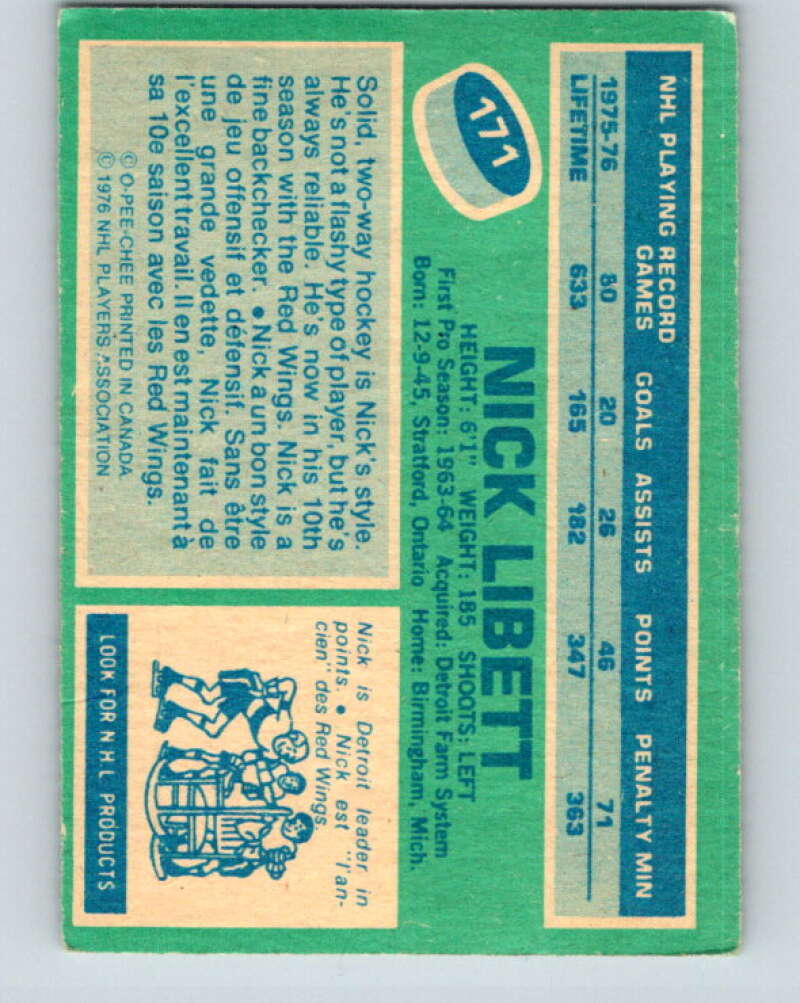 NHL PLAYING RECORD
GAMES GOALS ASSISTS POINTS PENALTY MIN
1975-76 80 20 26 46 71
LIFETIME 633 165 182 347 363
171
NICK LIBETT
HEIGHT: 6'1" WEIGHT: 185 SHOOTS: LEFT
First Pro Season: 1963-64 Acquired: Detroit Farm System
Born: 12-9-45, Stratford, Ontario Home: Birmingham, Mich.
Solid, two-way hockey is Nick's style.
He's not a flashy type of player, but he's
always reliable. He's now in his 10th
season with the Red Wings. Nick is a
fine backchecker. • Nick a un bon style
de jeu offensif et défensif. Sans être
une grande vedette, Nick fait de
l'excellent travail. Il en est maintenant à
sa 10e saison avec les Red Wings.
© O-PEE-CHEE PRINTED IN CANADA
© 1976 NHL PLAYER'S ASSOCIATION
Nick is Detroit leader in
points. • Nick est "l'an-
cien" des Red Wings
LOOK FOR N.H.L. PRODUCTS